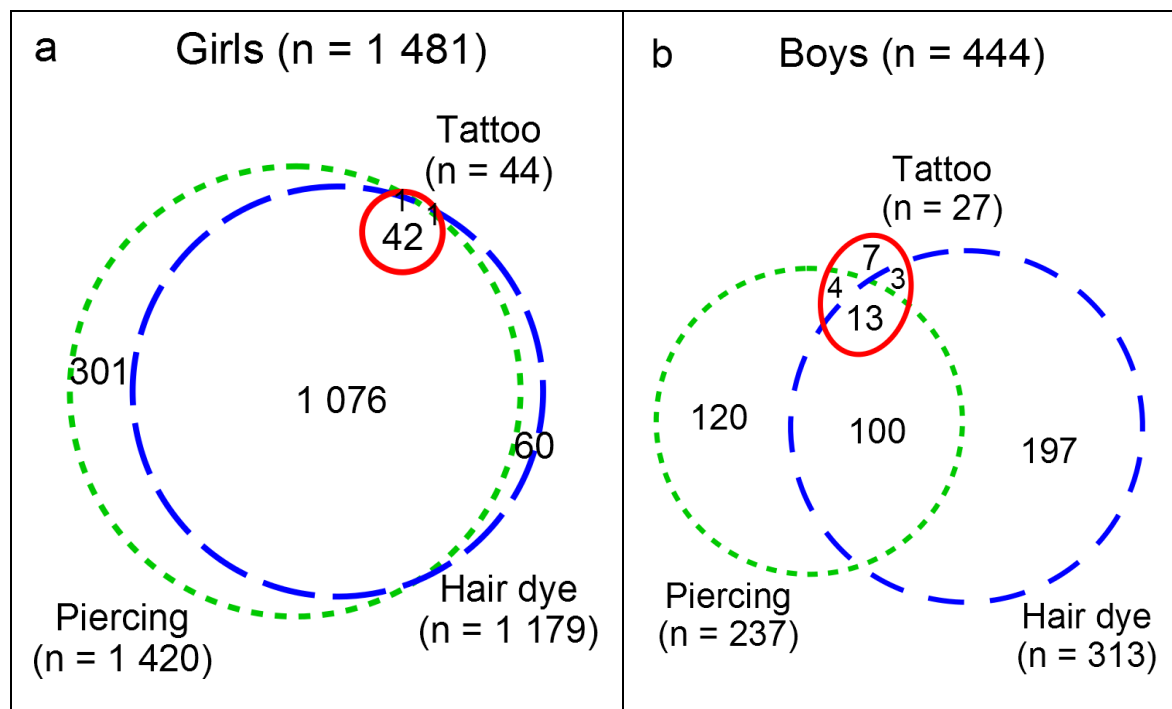 a
Girls (n = 1 481)
Tattoo
(n = 44)
1
1
42
301
1 076
60
Piercing
(n = 1 420)
Hair dye
(n = 1 179)
b
Boys (n = 444)
Tattoo
(n = 27)
7
4
3
13
120
100
197
Piercing
(n = 237)
Hair dye
(n = 313)